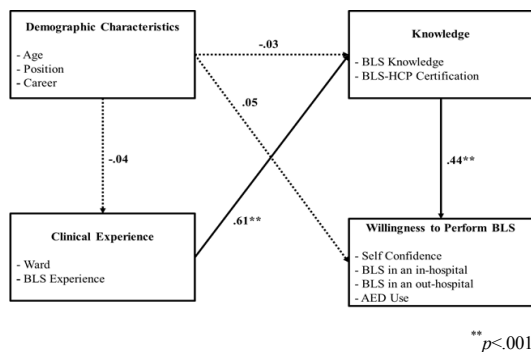 Demographic Characteristics
- Age
- Position
- Career
-.03
Knowledge
- BLS Knowledge
- BLS-HCP Certification
.05
-.04
.44**
.61**
Clinical Experience
- Ward
- BLS Experience
Willingness to Perform BLS
- Self Confidence
- BLS in an in-hospital
- BLS in an out-hospital
- AED Use
**p<.001